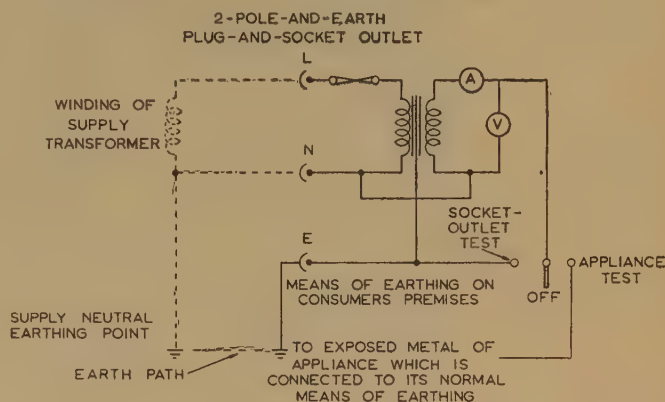 2-POLE-AND-EARTH
PLUG-AND-SOCKET OUTLET
L
A
WINDING OF
SUPPLY
TRANSFORMER
V
N
SOCKET-
OUTLET
TEST
E
MEANS OF EARTHING ON
CONSUMERS PREMISES
APPLIANCE
TEST
OFF
SUPPLY NEUTRAL
EARTHING POINT
EARTH PATH
TO EXPOSED METAL OF
APPLIANCE WHICH IS
CONNECTED TO ITS NORMAL
MEANS OF EARTHING